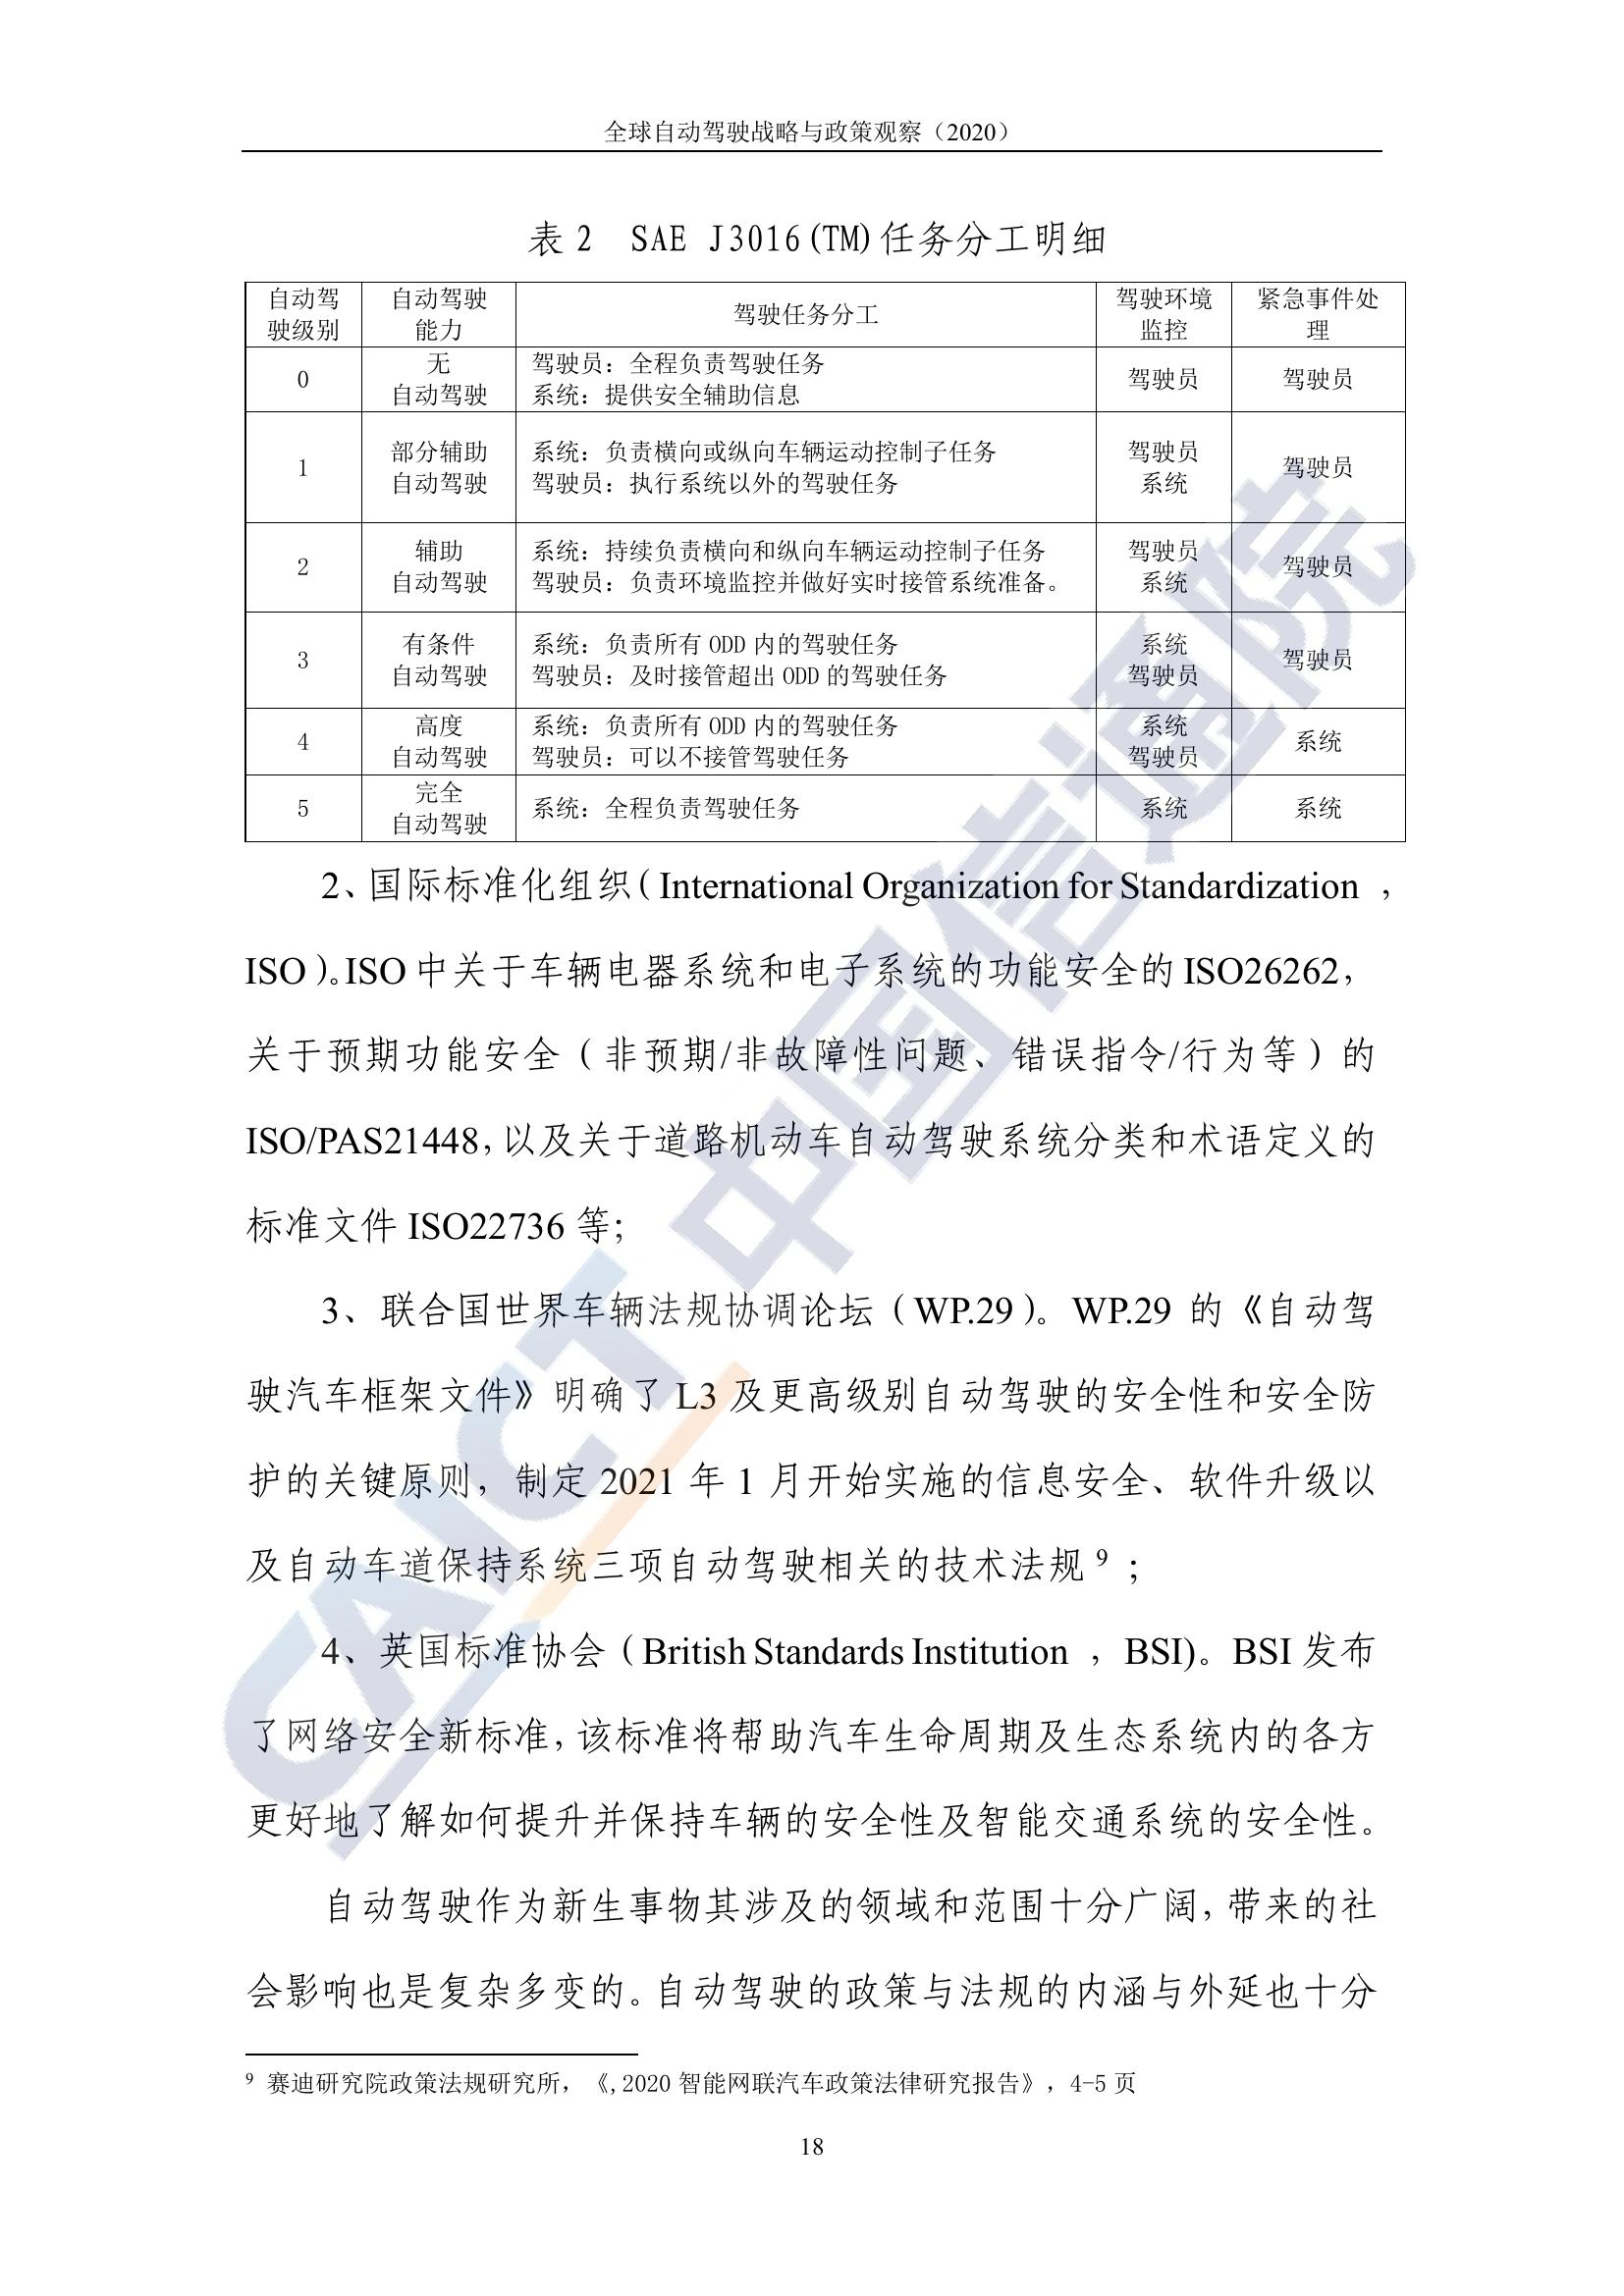 全球自动驾驶战略与政策观察（2020）
表 2 SAE J3016(TM)任务分工明细
自动驾驶级别 自动驾驶能力 驾驶任务分工 驾驶环境监控 紧急事件处理
0 无自动驾驶 驾驶员：全程负责驾驶任务 系统：提供安全辅助信息 驾驶员 驾驶员
1 部分辅助自动驾驶 系统：负责横向或纵向车辆运动控制子任务 驾驶员：执行系统以外的驾驶任务 驾驶员 系统 驾驶员
2 辅助自动驾驶 系统：持续负责横向和纵向车辆运动控制子任务 驾驶员：负责环境监控并做好实时接管系统准备。 驾驶员 系统 驾驶员
3 有条件自动驾驶 系统：负责所有 ODD 内的驾驶任务 驾驶员：及时接管超出 ODD 的驾驶任务 系统 驾驶员 驾驶员
4 高度自动驾驶 系统：负责所有 ODD 内的驾驶任务 驾驶员：可以不接管驾驶任务 系统 驾驶员 系统
5 完全自动驾驶 系统：全程负责驾驶任务 系统 系统
2、国际标准化组织（International Organization for Standardization ，
ISO）。ISO 中关于车辆电器系统和电子系统的功能安全的 ISO26262，
关于预期功能安全（非预期/非故障性问题、错误指令/行为等）的
ISO/PAS21448，以及关于道路机动车自动驾驶系统分类和术语定义的
标准文件 ISO22736 等；
3、联合国世界车辆法规协调论坛（WP.29）。WP.29 的《自动驾
驶汽车框架文件》明确了 L3 及更高级别自动驾驶的安全性和安全防
护的关键原则，制定 2021 年 1 月开始实施的信息安全、软件升级以
及自动车道保持系统三项自动驾驶相关的技术法规 9 ；
4、英国标准协会（British Standards Institution ，BSI)。BSI 发布
了网络安全新标准，该标准将帮助汽车生命周期及生态系统内的各方
更好地了解如何提升并保持车辆的安全性及智能交通系统的安全性。
自动驾驶作为新生事物其涉及的领域和范围十分广阔，带来的社
会影响也是复杂多变的。自动驾驶的政策与法规的内涵与外延也十分
9 赛迪研究院政策法规研究所，《,2020 智能网联汽车政策法律研究报告》，4-5 页
18
CAICT 中国信通院